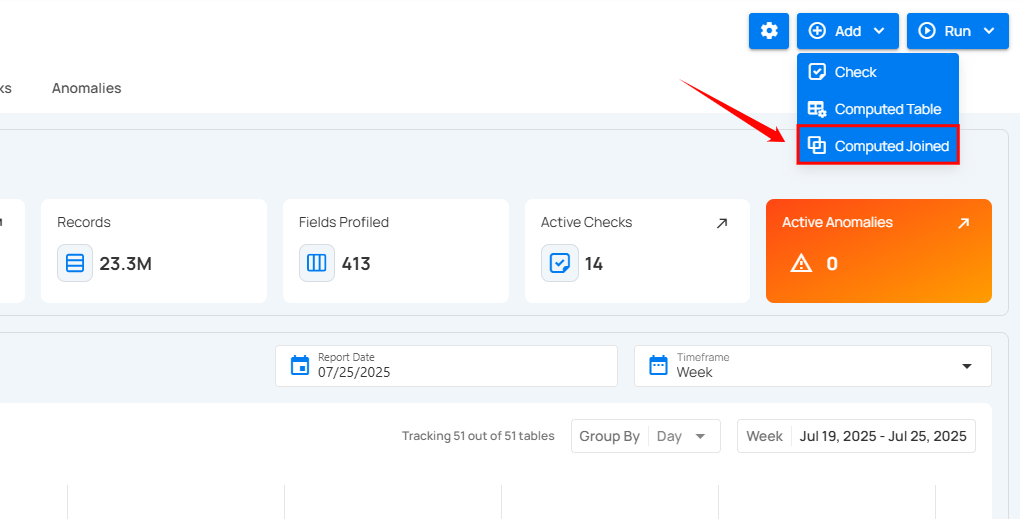 Add
Run
Check
Computed Table
Computed Joined
Anomalies
Records
23.3M
Fields Profiled
413
Active Checks
14
Active Anomalies
0
Report Date
07/25/2025
Timeframe
Week
Tracking 51 out of 51 tables
Group By Day
Week Jul 19, 2025 - Jul 25, 2025